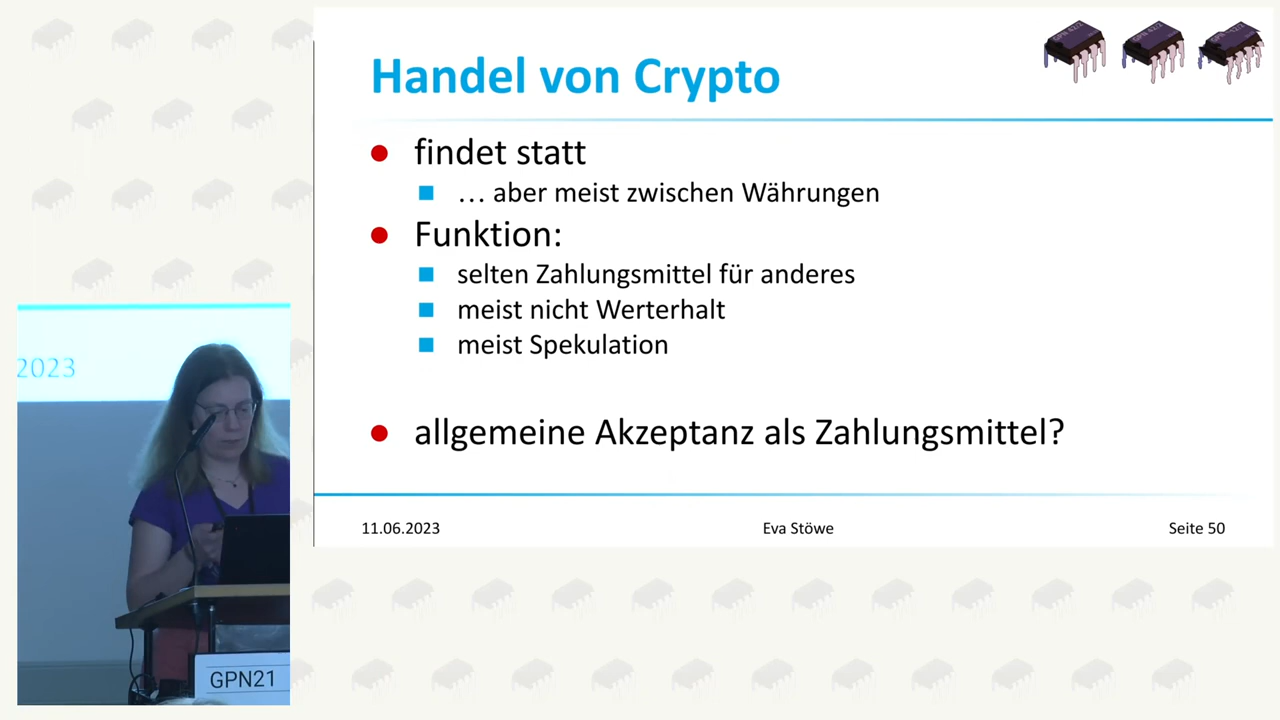 Handel von Crypto
findet statt
… aber meist zwischen Währungen
Funktion:
selten Zahlungsmittel für anderes
meist nicht Werterhalt
meist Spekulation
allgemeine Akzeptanz als Zahlungsmittel?
11.06.2023
Eva Stöwe
Seite 50
2023
GPN21